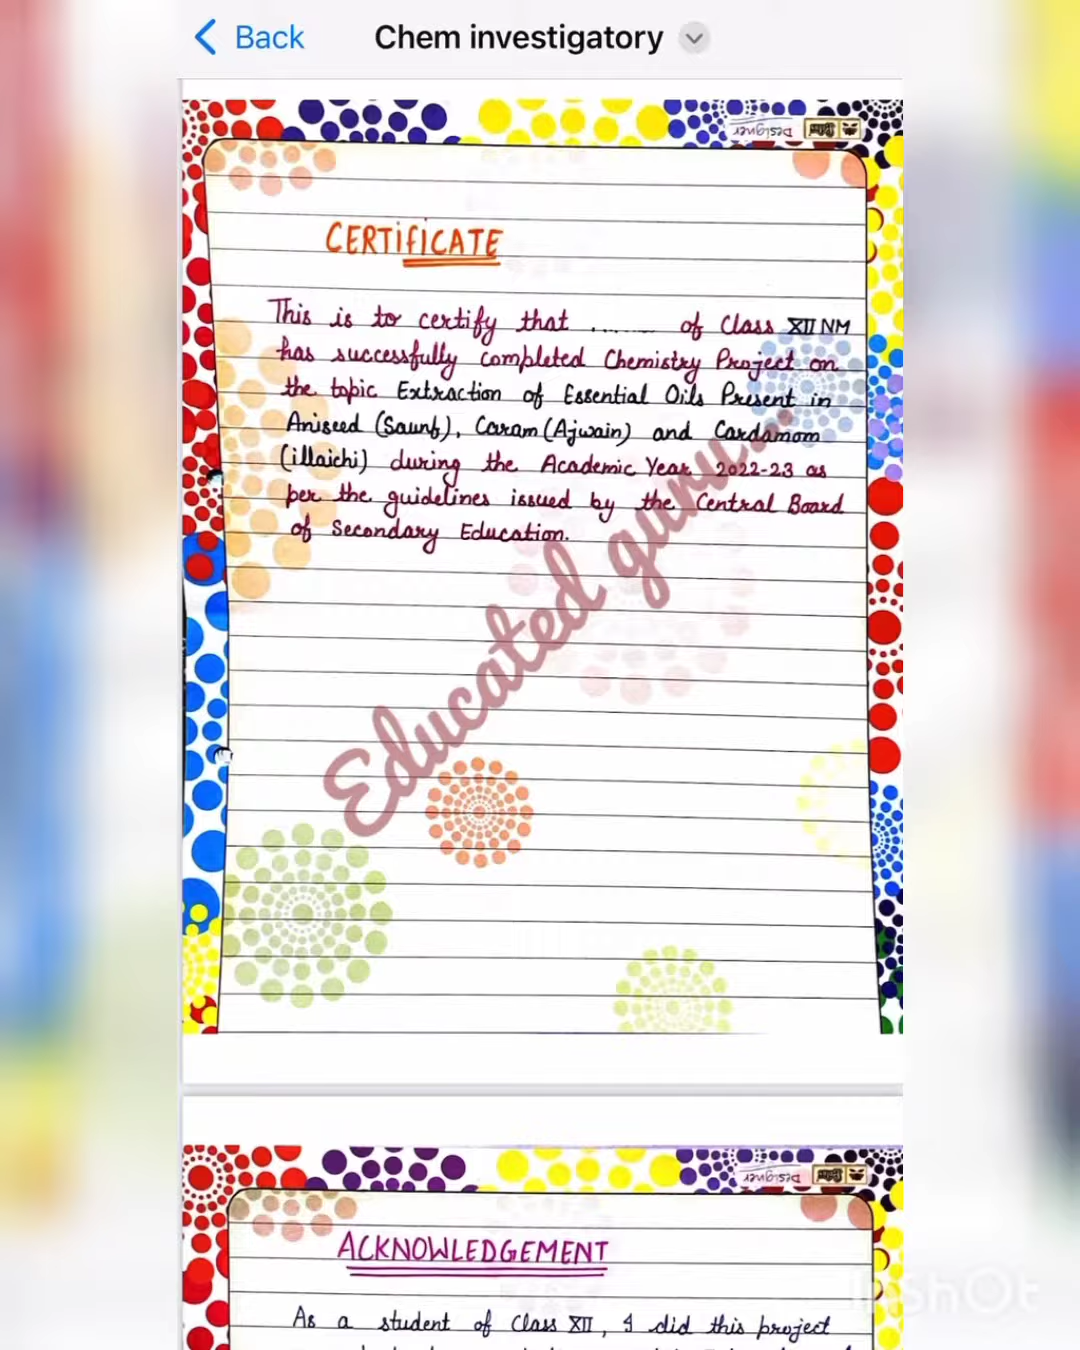 Back
Chem investigatory
Designer
CERTIFICATE
This is to certify that ........ of Class XII NM
has successfully completed Chemistry Project on
the topic Extraction of Essential Oils Present in
Aniseed (Saunf), Caram (Ajwain) and Cardamom
(illaichi) during the Academic Year 2022-23 as
per the guidelines issued by the Central Board
of Secondary Education.
Educated guru...
Designer
ACKNOWLEDGEMENT
As a student of Class XII, I did this project
InShOt